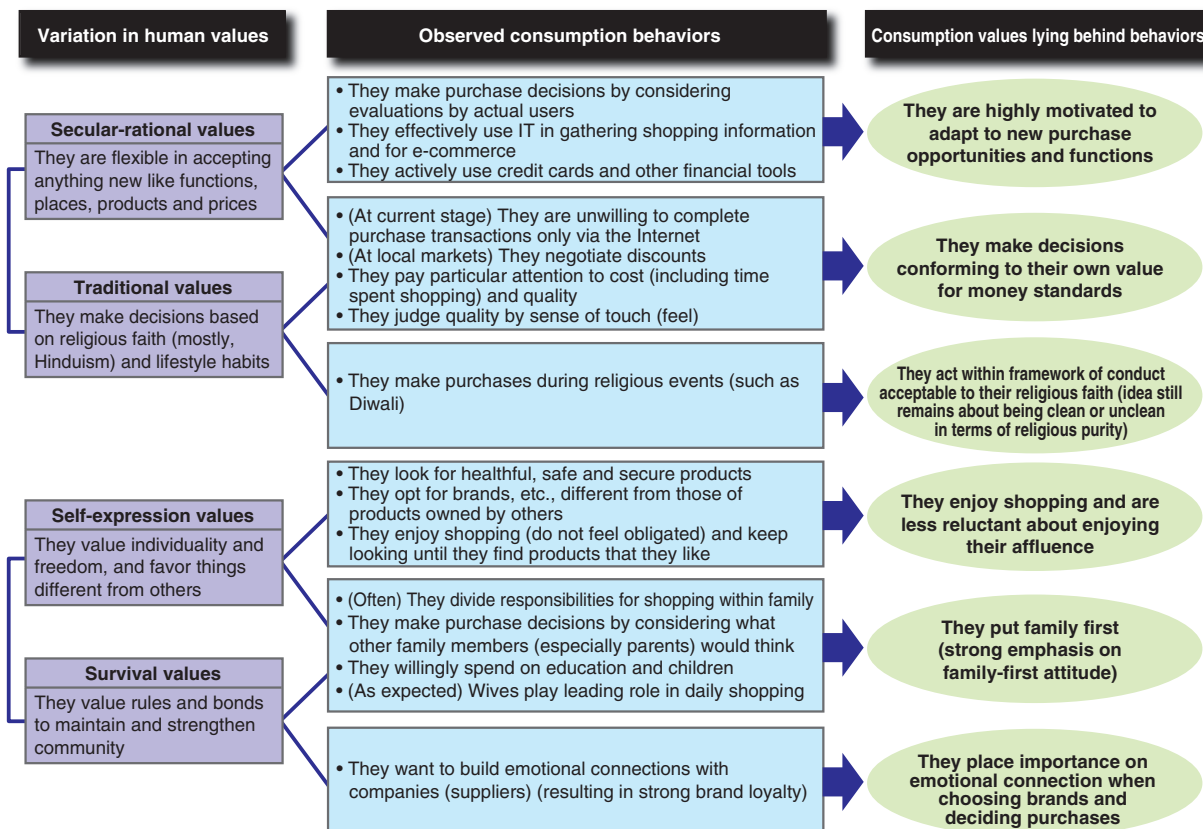 Variation in human values
Observed consumption behaviors
Consumption values lying behind behaviors
Secular-rational values
They are flexible in accepting
anything new like functions,
places, products and prices
Traditional values
They make decisions based
on religious faith (mostly,
Hinduism) and lifestyle habits
Self-expression values
They value individuality and
freedom, and favor things
different from others
Survival values
They value rules and bonds
to maintain and strengthen
community
• They make purchase decisions by considering
evaluations by actual users
• They effectively use IT in gathering shopping information
and for e-commerce
• They actively use credit cards and other financial tools
• (At current stage) They are unwilling to complete
purchase transactions only via the Internet
• (At local markets) They negotiate discounts
• They pay particular attention to cost (including time
spent shopping) and quality
• They judge quality by sense of touch (feel)
• They make purchases during religious events (such as
Diwali)
• They look for healthful, safe and secure products
• They opt for brands, etc., different from those of
products owned by others
• They enjoy shopping (do not feel obligated) and keep
looking until they find products that they like
• (Often) They divide responsibilities for shopping within family
• They make purchase decisions by considering what
other family members (especially parents) would think
• They willingly spend on education and children
• (As expected) Wives play leading role in daily shopping
• They want to build emotional connections with
companies (suppliers) (resulting in strong brand loyalty)
They are highly motivated to
adapt to new purchase
opportunities and functions
They make decisions
conforming to their own value
for money standards
They act within framework of conduct
acceptable to their religious faith (idea still
remains about being clean or unclean
in terms of religious purity)
They enjoy shopping and are
less reluctant about enjoying
their affluence
They put family first
(strong emphasis on
family-first attitude)
They place importance on
emotional connection when
choosing brands and
deciding purchases